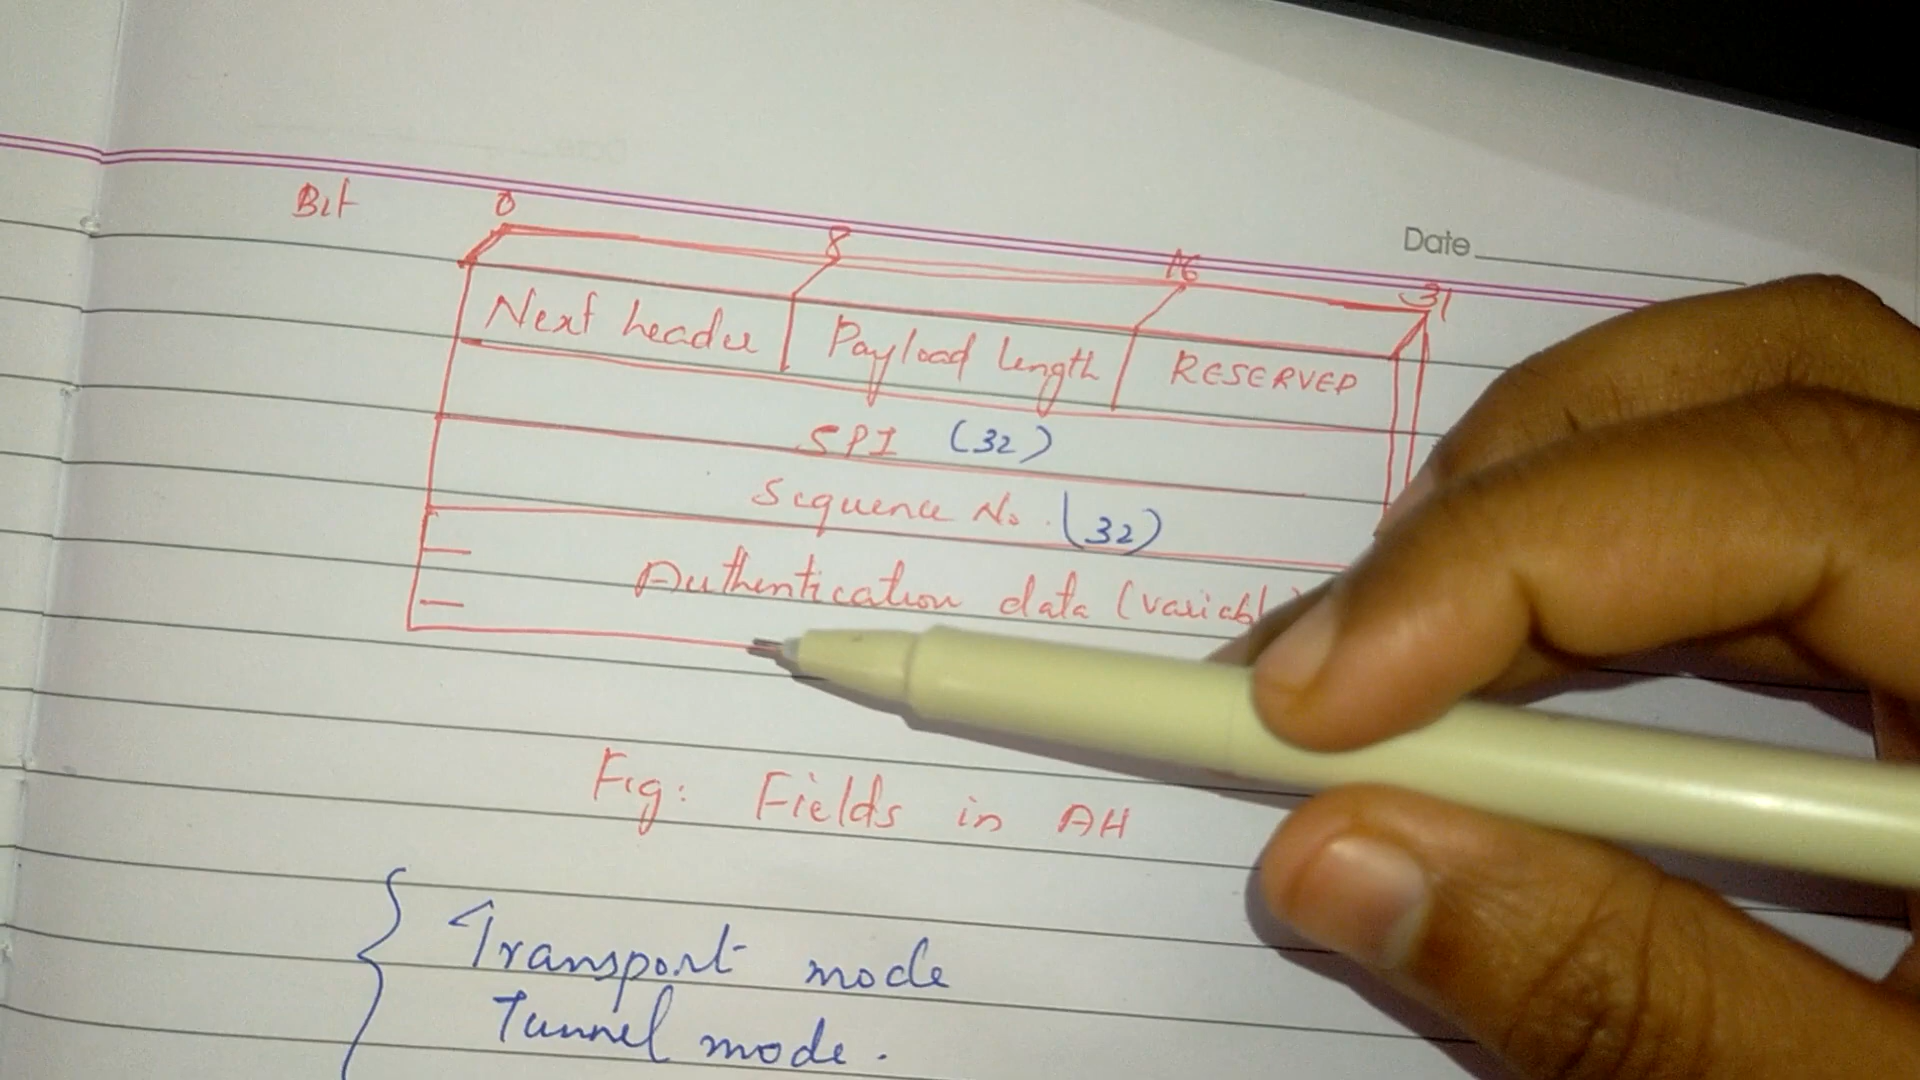 Date
Bit 0 8 16 31
Next header Payload length RESERVED
SPI (32)
Sequence No. (32)
Authentication data (variabl
Fig: Fields in AH
Transport mode
Tunnel mode.